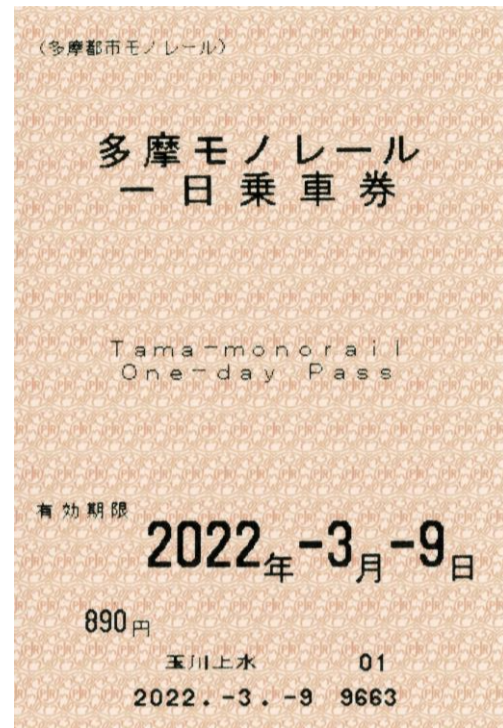 （多摩都市モノレール）
多摩モノレール
一日乗車券
Tama-monorail
One-day Pass
有効期限
2022年-3月-9日
890円
玉川上水 01
2022.-3.-9 9663